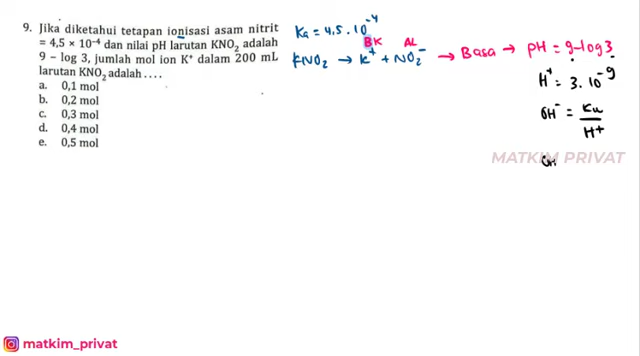 9. Jika diketahui tetapan ionisasi asam nitrit
= 4,5 × 10⁻⁴ dan nilai pH larutan KNO₂ adalah
9 – log 3, jumlah mol ion K⁺ dalam 200 mL
larutan KNO₂ adalah . . . .
a. 0,1 mol
b. 0,2 mol
c. 0,3 mol
d. 0,4 mol
e. 0,5 mol
Ka = 4,5 . 10⁻⁴
BK AL
KNO₂ → K⁺ + NO₂⁻ → Basa → pH = 9-log 3
H⁺ = 3. 10⁻⁹
OH⁻ = Kw
H+
MATKIM PRIVAT
matkim_privat